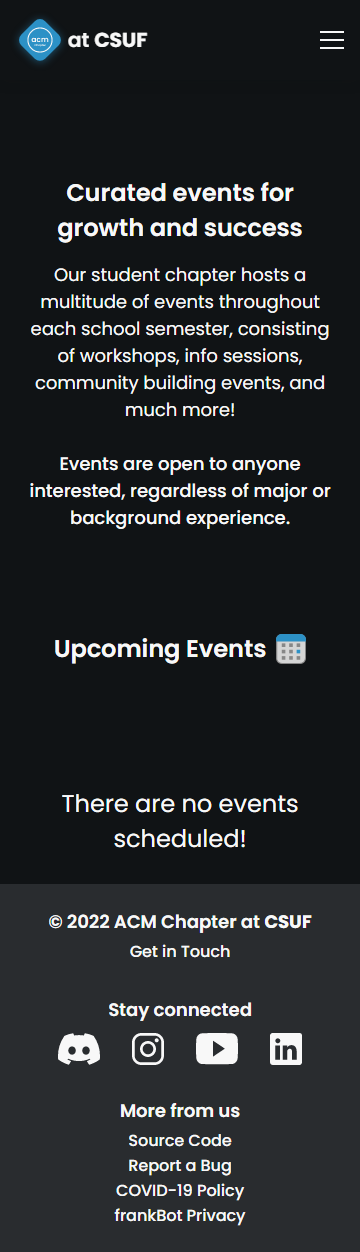 acm
chapter
at CSUF
Curated events for
growth and success
Our student chapter hosts a
multitude of events throughout
each school semester, consisting
of workshops, info sessions,
community building events, and
much more!
Events are open to anyone
interested, regardless of major or
background experience.
Upcoming Events
There are no events
scheduled!
© 2022 ACM Chapter at CSUF
Get in Touch
Stay connected
in
More from us
Source Code
Report a Bug
COVID-19 Policy
frankBot Privacy